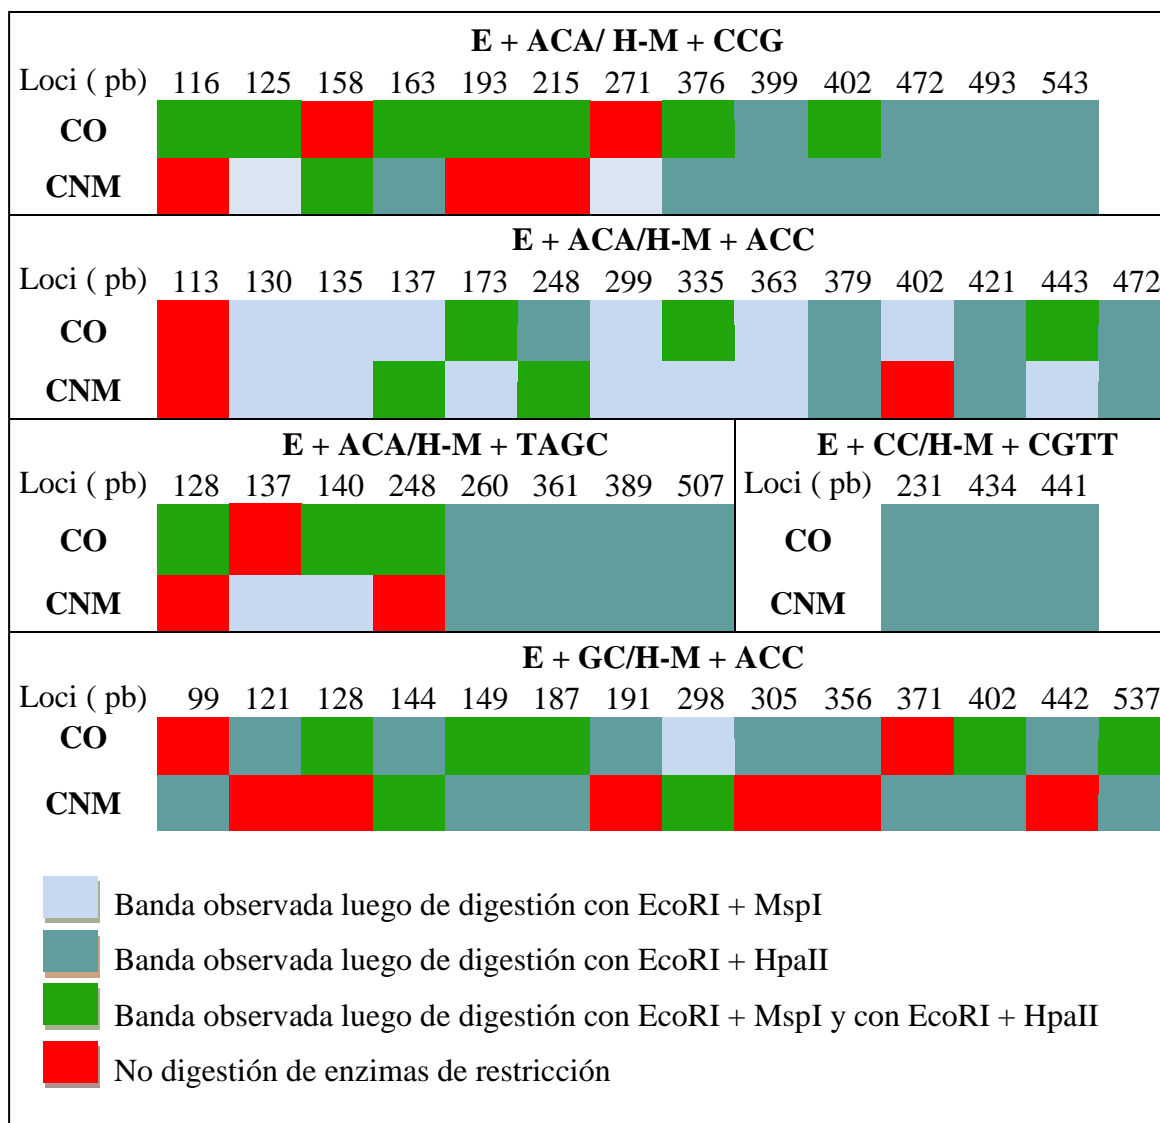 E + ACA/ H-M + CCG
Loci ( pb) 116 125 158 163 193 215 271 376 399 402 472 493 543
CO
CNM
E + ACA/H-M + ACC
Loci ( pb) 113 130 135 137 173 248 299 335 363 379 402 421 443 472
CO
CNM
E + ACA/H-M + TAGC
Loci ( pb) 128 137 140 248 260 361 389 507
CO
CNM
E + CC/H-M + CGTT
Loci ( pb) 231 434 441
CO
CNM
E + GC/H-M + ACC
Loci ( pb) 99 121 128 144 149 187 191 298 305 356 371 402 442 537
CO
CNM
Banda observada luego de digestión con EcoRI + MspI
Banda observada luego de digestión con EcoRI + HpaII
Banda observada luego de digestión con EcoRI + MspI y con EcoRI + HpaII
No digestión de enzimas de restricción